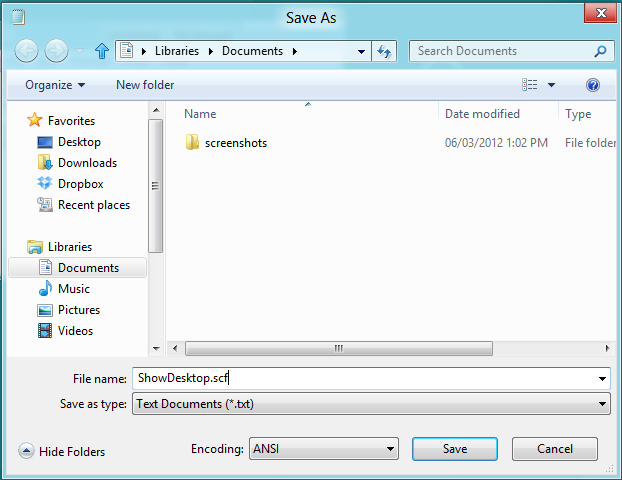 Save As
Libraries Documents
Search Documents
Organize New folder
Name Date modified Type
Favorites
Desktop
Downloads
Dropbox
Recent places
Libraries
Documents
Music
Pictures
Videos
screenshots 06/03/2012 1:02 PM File folder
File name: ShowDesktop.scf
Save as type: Text Documents (*.txt)
Hide Folders Encoding: ANSI Save Cancel